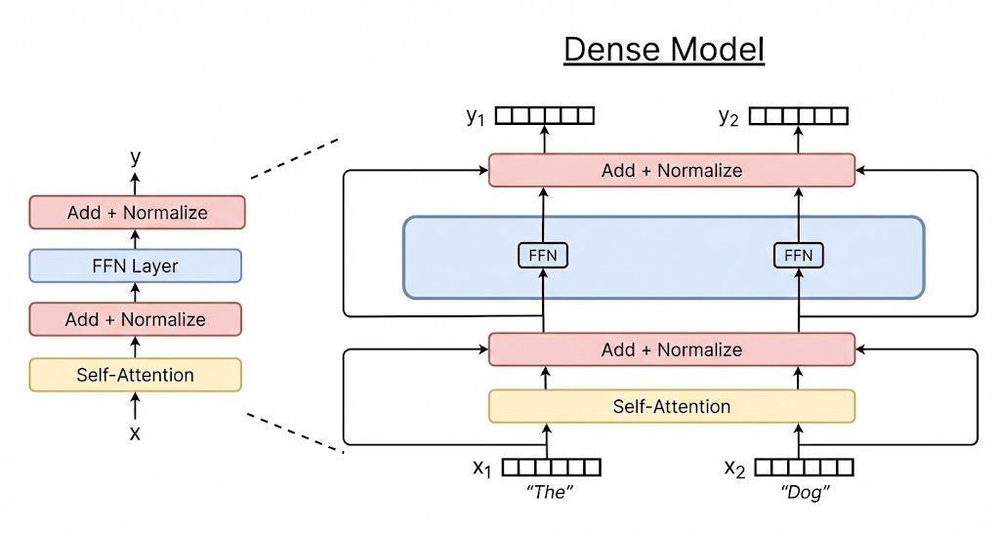 Dense Model
y
Add + Normalize
FFN Layer
Add + Normalize
Self-Attention
x
y1
y2
Add + Normalize
FFN
FFN
Add + Normalize
Self-Attention
x1
x2
“The”
“Dog”